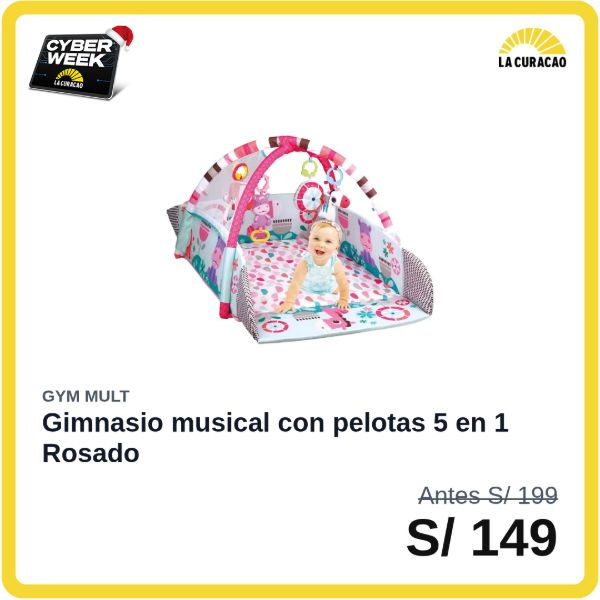 CYBER
WEEK
LA CURACAO
LA CURACAO
GYM MULT
Gimnasio musical con pelotas 5 en 1
Rosado
Antes S/ 199
S/ 149